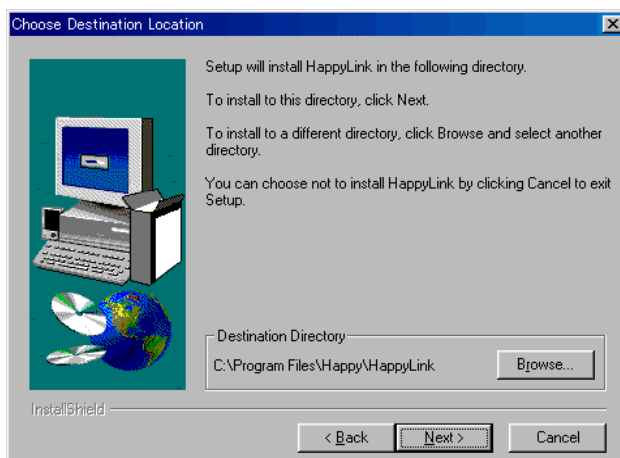 Choose Destination Location
Setup will install HappyLink in the following directory.
To install to this directory, click Next.
To install to a different directory, click Browse and select another
directory.
You can choose not to install HappyLink by clicking Cancel to exit
Setup.
Destination Directory
C:\Program Files\Happy\HappyLink
Browse...
InstallShield
< Back
Next >
Cancel